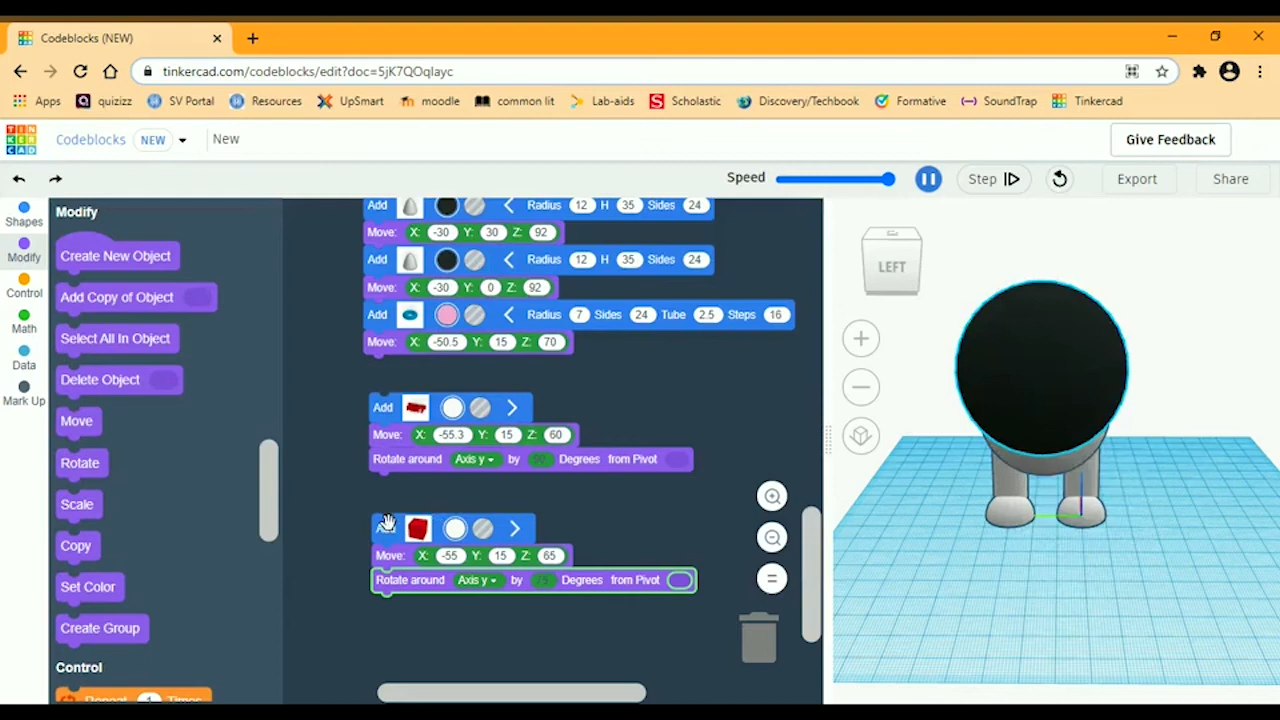 Codeblocks (NEW)
tinkercad.com/codeblocks/edit?doc=5jK7QOqlayc
Apps quizizz SV Portal Resources UpSmart moodle common lit Lab-aids Scholastic Discovery/Techbook Formative SoundTrap Tinkercad
TIN KER CAD Codeblocks NEW New Give Feedback
Speed Step Export Share
Shapes
Modify
Control
Math
Data
Mark Up
Modify
Create New Object
Add Copy of Object
Select All In Object
Delete Object
Move
Rotate
Scale
Copy
Set Color
Create Group
Control
Repeat 1 Times
Add Radius 12 H 35 Sides 24
Move: X: -30 Y: 30 Z: 92
Add Radius 12 H 35 Sides 24
Move: X: -30 Y: 0 Z: 92
Add Radius 7 Sides 24 Tube 2.5 Steps 16
Move: X: -50.5 Y: 15 Z: 70
Add
Move: X: -55.3 Y: 15 Z: 60
Rotate around Axis y by Degrees from Pivot
Move: X: -55 Y: 15 Z: 65
Rotate around Axis y by Degrees from Pivot
LEFT